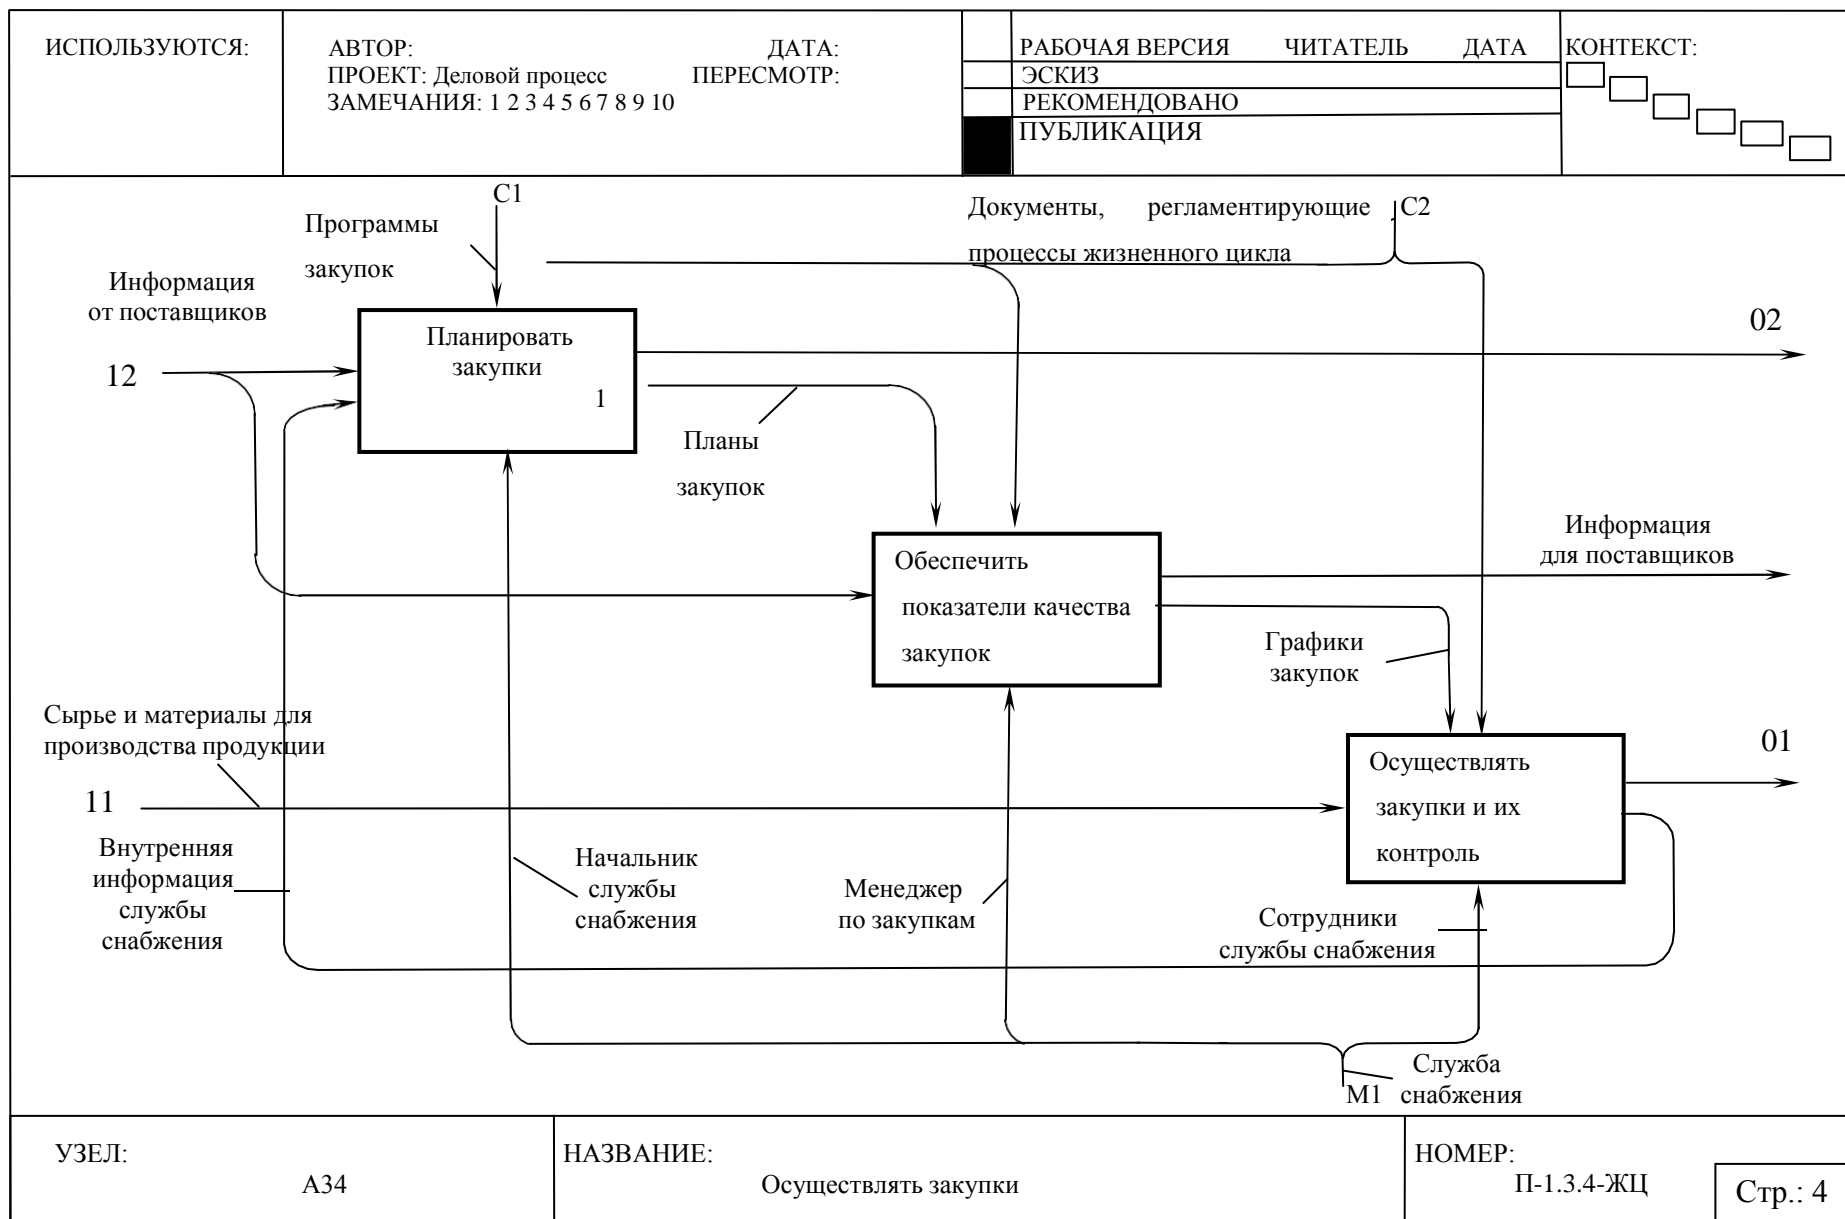 ИСПОЛЬЗУЮТСЯ:
АВТОР: ДАТА:
ПРОЕКТ: Деловой процесс ПЕРЕСМОТР:
ЗАМЕЧАНИЯ: 1 2 3 4 5 6 7 8 9 10
РАБОЧАЯ ВЕРСИЯ ЧИТАТЕЛЬ ДАТА
ЭСКИЗ
РЕКОМЕНДОВАНО
ПУБЛИКАЦИЯ
КОНТЕКСТ:
С1
Программы
закупок
Документы, регламентирующие
процессы жизненного цикла
С2
Информация
от поставщиков
12
Планировать
закупки
1
02
Планы
закупок
Обеспечить
показатели качества
закупок
Информация
для поставщиков
Графики
закупок
Сырье и материалы для
производства продукции
11
Осуществлять
закупки и их
контроль
01
Внутренняя
информация
службы
снабжения
Начальник
службы
снабжения
Менеджер
по закупкам
Сотрудники
службы снабжения
М1
Служба
снабжения
УЗЕЛ:
А34
НАЗВАНИЕ:
Осуществлять закупки
НОМЕР:
П-1.3.4-ЖЦ
Стр.: 4